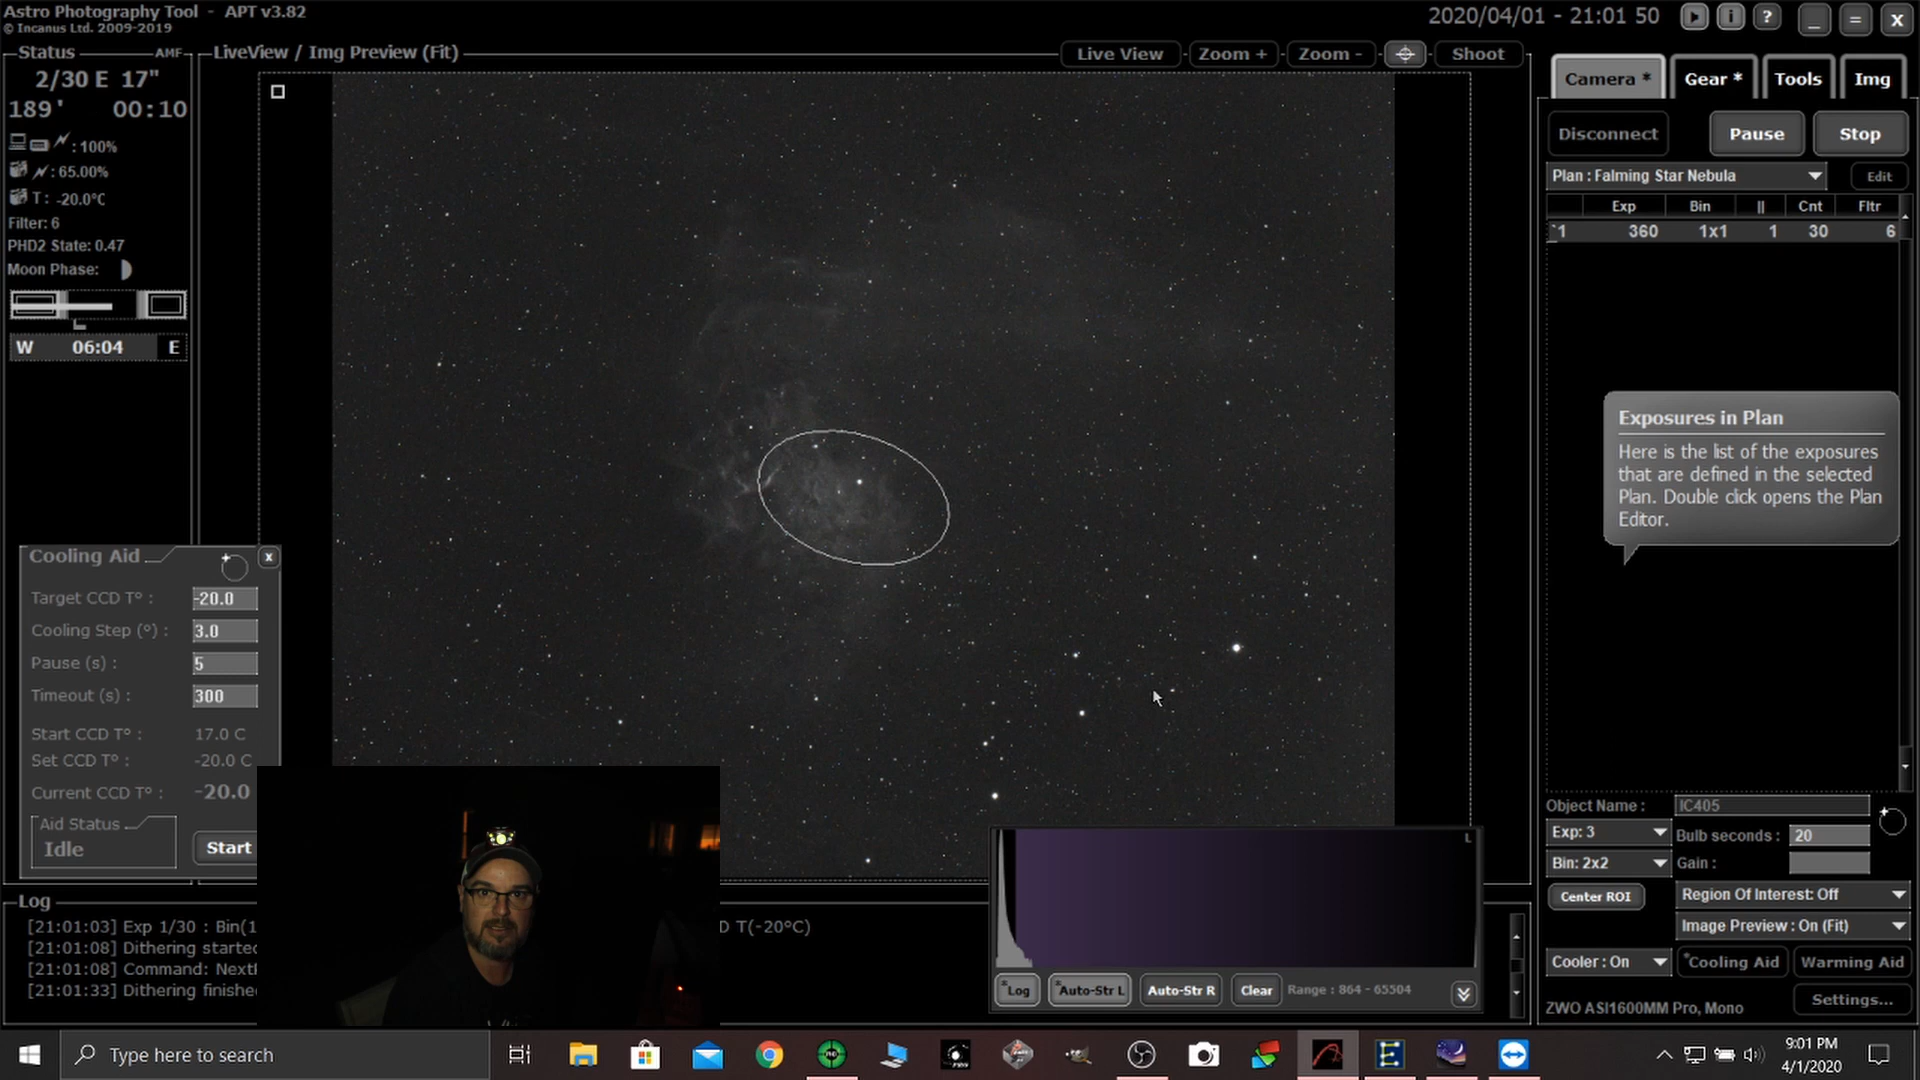 Astro Photography Tool - APT v3.82
© Incanus Ltd. 2009-2019
2020/04/01 - 21:01 50
i ? _ = x
Status AMF
2/30 E 17"
189' 00:10
: 100%
: 65.00%
T : -20.0°C
Filter: 6
PHD2 State: 0.47
Moon Phase:
W 06:04 E
LiveView / Img Preview (Fit)
Live View Zoom + Zoom - Shoot
Camera * Gear * Tools Img
Disconnect Pause Stop
Plan : Falming Star Nebula Edit
Exp Bin || Cnt Fltr
`1 360 1x1 1 30 6
Exposures in Plan
Here is the list of the exposures
that are defined in the selected
Plan. Double click opens the Plan
Editor.
Cooling Aid x
Target CCD T° : -20.0
Cooling Step (°) : 3.0
Pause (s) : 5
Timeout (s) : 300
Start CCD T° : 17.0 C
Set CCD T° : -20.0 C
Current CCD T° : -20.0
Aid Status
Idle
Start
Object Name : IC405
Exp: 3 Bulb seconds : 20
Bin: 2x2 Gain :
Center ROI Region Of Interest: Off
Image Preview : On (Fit)
Cooler : On *Cooling Aid Warming Aid
ZWO ASI1600MM Pro, Mono Settings...
Log
[21:01:03] Exp 1/30 : Bin(1 D T(-20°C)
[21:01:08] Dithering started
[21:01:08] Command: Next
[21:01:33] Dithering finishe
L
*Log *Auto-Str L Auto-Str R Clear Range : 864 - 65504
Type here to search
9:01 PM
4/1/2020